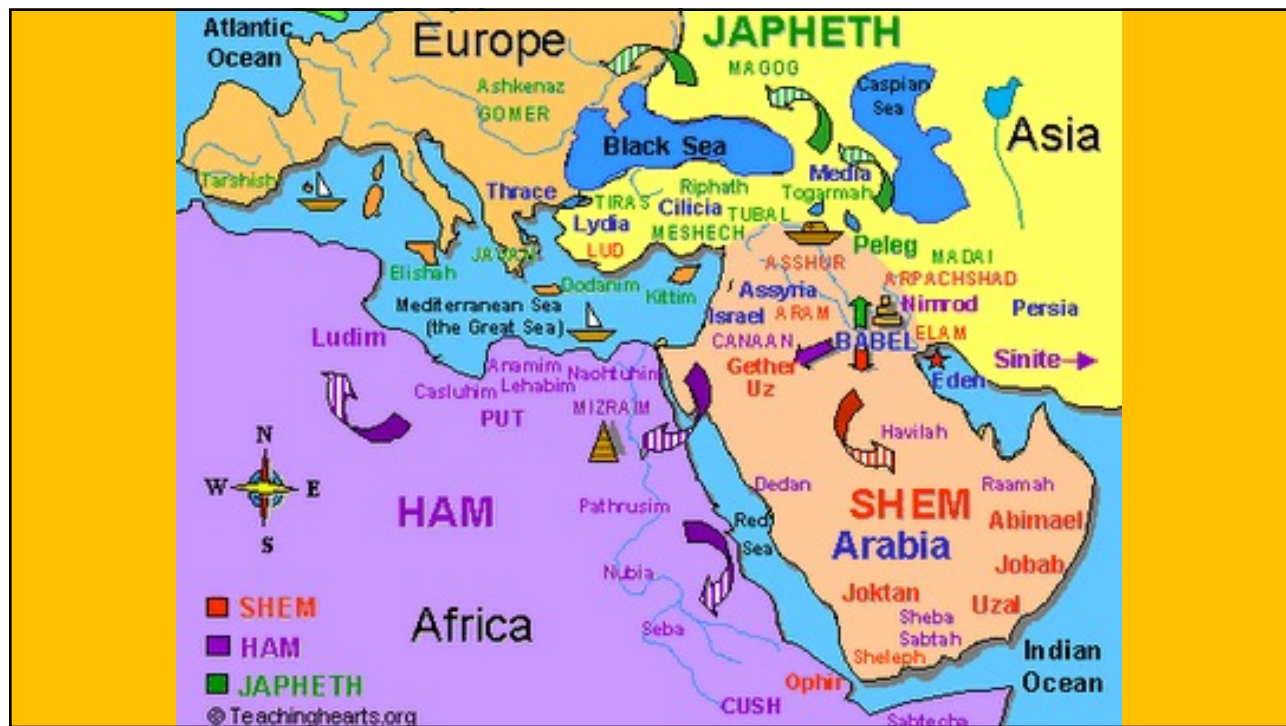 Atlantic
Ocean
Europe
JAPHETH
MAGOG
Ashkenaz
GOMER
Caspian
Sea
Asia
Black Sea
Tarshish
Thrace
TIRAS
Riphath
Media
Togarmah
Lydia
Cilicia
TUBAL
MESHECH
LUD
Peleg
MADAI
ASSHUR
ARPACHSHAD
Elishah
JAVAN
Dodanim
Kittim
Assyria
Nimrod
Persia
Mediterranean Sea
(the Great Sea)
Israel
ARAM
CANAAN
BABEL
ELAM
Sinite
Ludim
Gether
Uz
Eden
Anamim
Lehabim
Naohtuhim
Casluhim
PUT
MIZRAIM
Havilah
N
W
E
S
HAM
Pathrusim
Dedan
Red
Sea
SHEM
Raamah
Abimael
Arabia
Jobab
Nubia
Joktan
Uzal
Sheba
Sabtah
Sheleph
Africa
Seba
Indian
Ocean
Ophir
CUSH
Sabtecha
SHEM
HAM
JAPHETH
© Teachinghearts.org